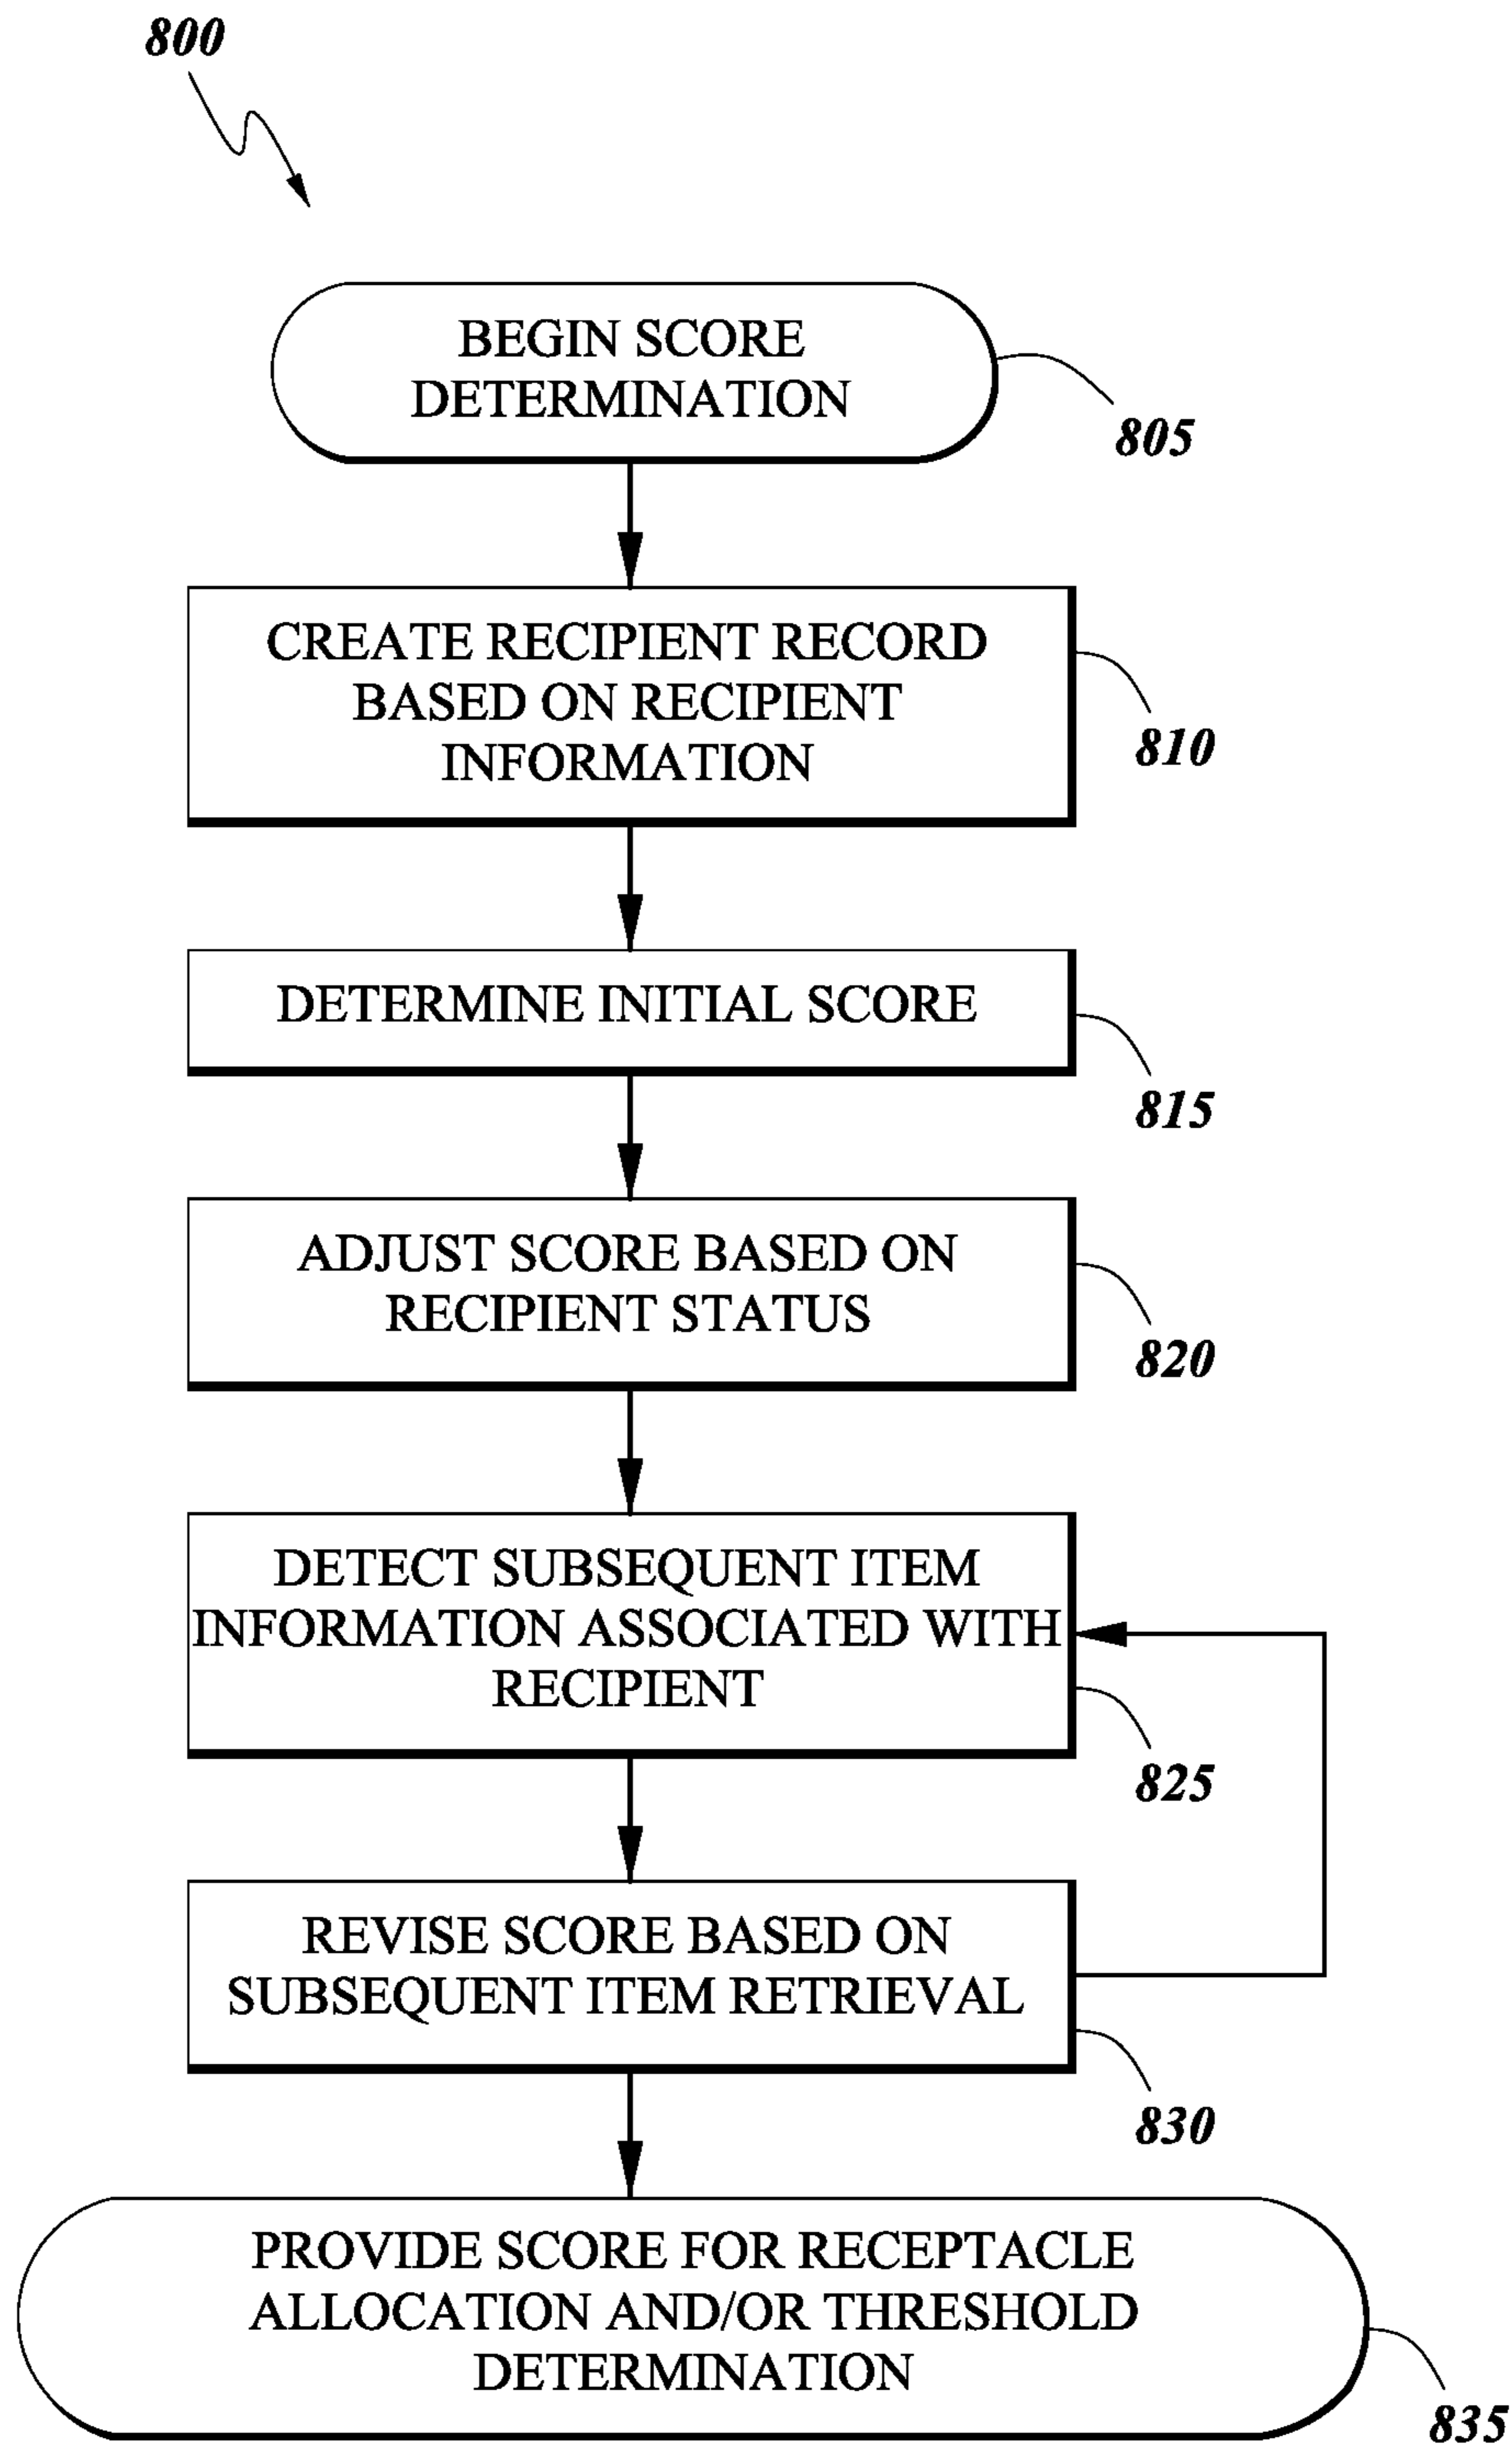 800
BEGIN SCORE
DETERMINATION
805
CREATE RECIPIENT RECORD
BASED ON RECIPIENT
INFORMATION
810
DETERMINE INITIAL SCORE
815
ADJUST SCORE BASED ON
RECIPIENT STATUS
820
DETECT SUBSEQUENT ITEM
INFORMATION ASSOCIATED WITH
RECIPIENT
825
REVISE SCORE BASED ON
SUBSEQUENT ITEM RETRIEVAL
830
PROVIDE SCORE FOR RECEPTACLE
ALLOCATION AND/OR THRESHOLD
DETERMINATION
835